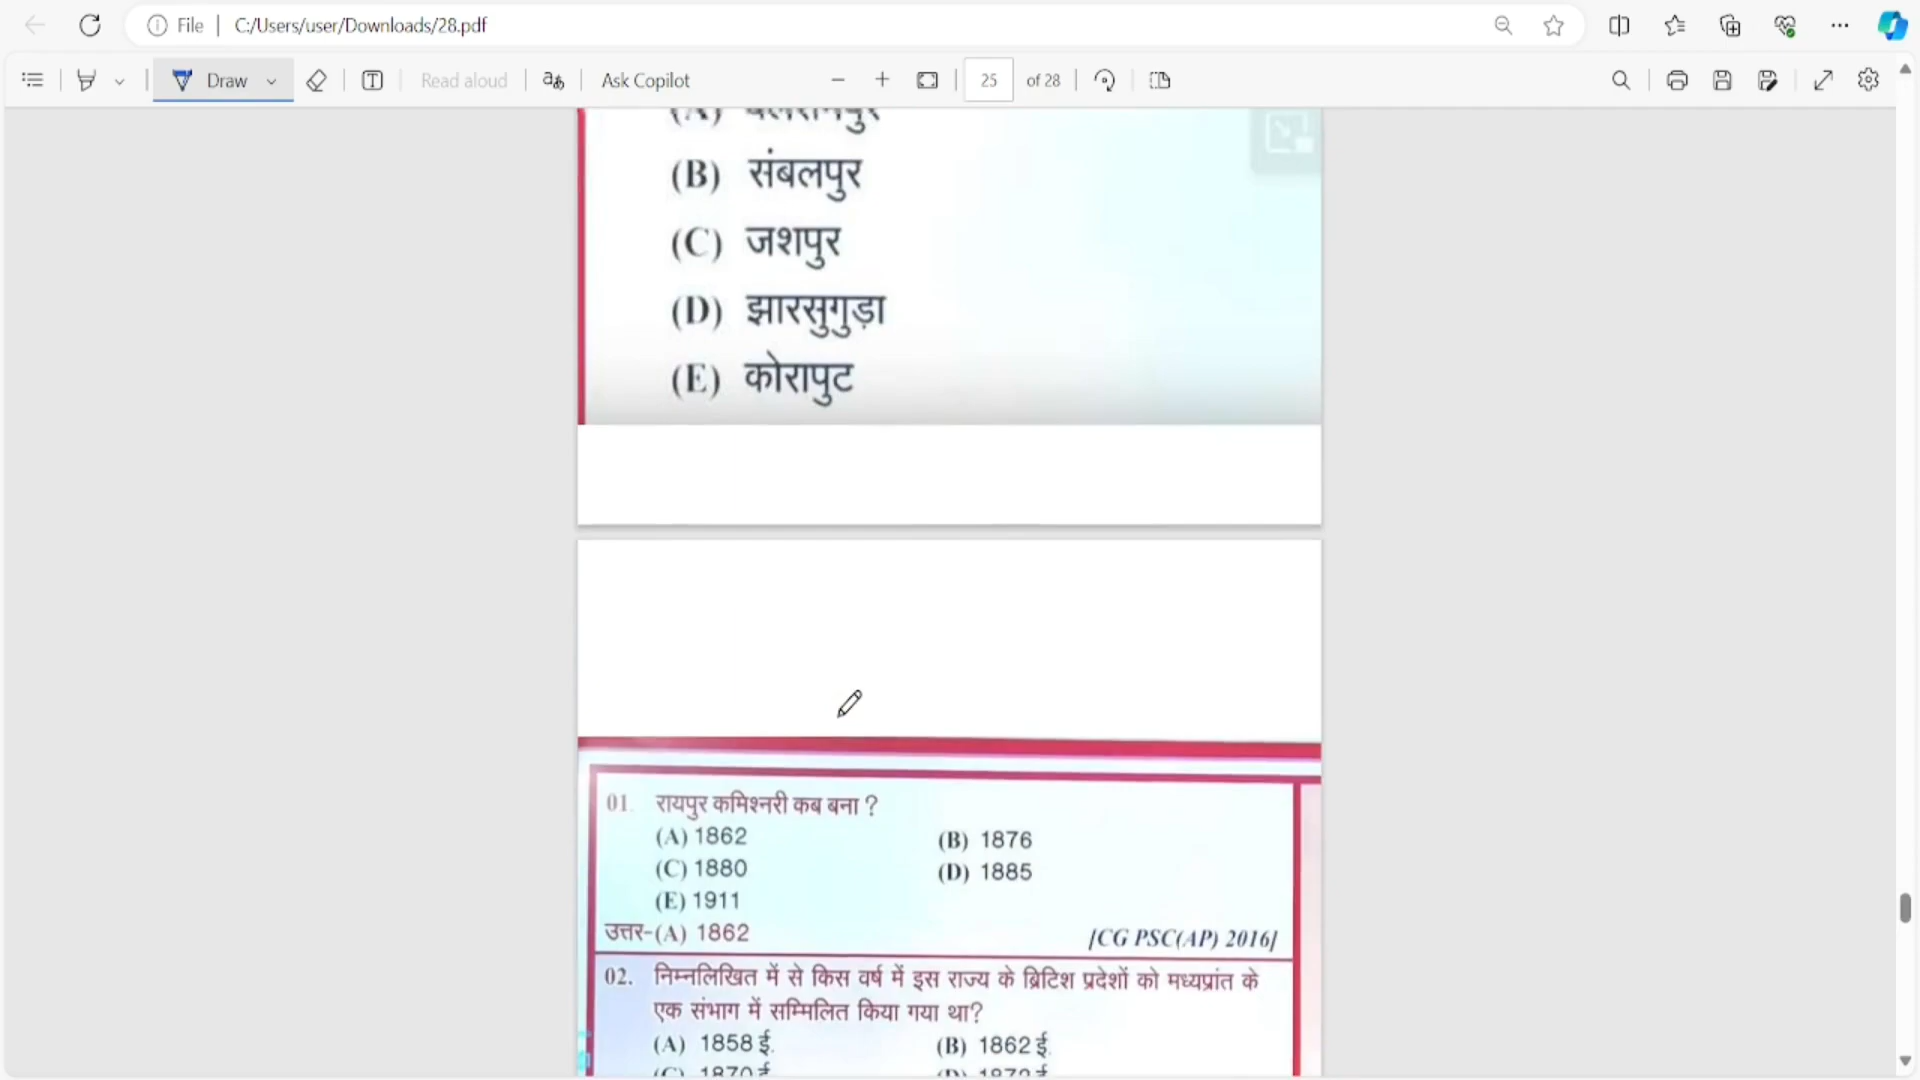 File C:/Users/user/Downloads/28.pdf
Draw Read aloud Ask Copilot 25 of 28
(B) संबलपुर
(C) जशपुर
(D) झारसुगुड़ा
(E) कोरापुट
01. रायपुर कमिश्नरी कब बना ?
(A) 1862 (B) 1876
(C) 1880 (D) 1885
(E) 1911
उत्तर-(A) 1862 [CG PSC(AP) 2016]
02. निम्नलिखित में से किस वर्ष में इस राज्य के ब्रिटिश प्रदेशों को मध्यप्रांत के
एक संभाग में सम्मिलित किया गया था?
(A) 1858 ई. (B) 1862 ई.